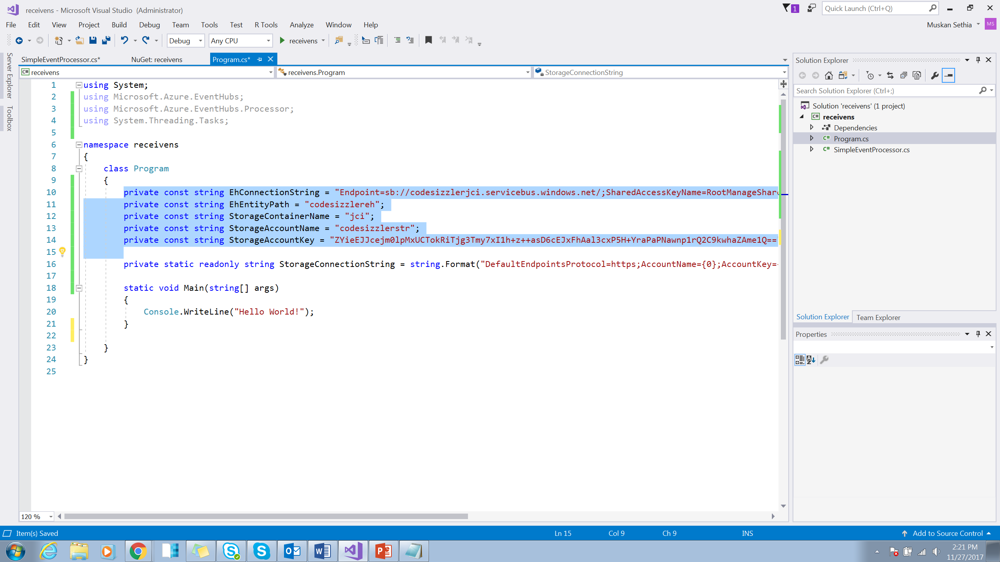 receivens - Microsoft Visual Studio (Administrator)
1
Quick Launch (Ctrl+Q)
File Edit View Project Build Debug Team Tools Test R Tools Analyze Window Help
Muskan Sethia
MS
Debug
Any CPU
receivens
Server Explorer
Toolbox
SimpleEventProcessor.cs*
NuGet: receivens
Program.cs*
receivens
receivens.Program
StorageConnectionString
1 using System;
2 using Microsoft.Azure.EventHubs;
3 using Microsoft.Azure.EventHubs.Processor;
4 using System.Threading.Tasks;
5
6 namespace receivens
7 {
8 class Program
9 {
10 private const string EhConnectionString = "Endpoint=sb://codesizzlerjci.servicebus.windows.net/;SharedAccessKeyName=RootManageShare
11 private const string EhEntityPath = "codesizzlereh";
12 private const string StorageContainerName = "jci";
13 private const string StorageAccountName = "codesizzlerstr";
14 private const string StorageAccountKey = "ZYieEJJcejm0lpMxUCTokRiTjg3Tmy7xI1h+z++asD6cEJxFhAal3cxP5H+YraPaPNawnp1rQ2C9kwhaZAme1Q=="
15
16 private static readonly string StorageConnectionString = string.Format("DefaultEndpointsProtocol=https;AccountName={0};AccountKey={
17
18 static void Main(string[] args)
19 {
20 Console.WriteLine("Hello World!");
21 }
22
23 }
24 }
25
120 %
Solution Explorer
Search Solution Explorer (Ctrl+;)
Solution 'receivens' (1 project)
C# receivens
Dependencies
C# Program.cs
C# SimpleEventProcessor.cs
Solution Explorer
Team Explorer
Properties
Item(s) Saved
Ln 15
Col 9
Ch 9
INS
Add to Source Control
2:21 PM
11/27/2017